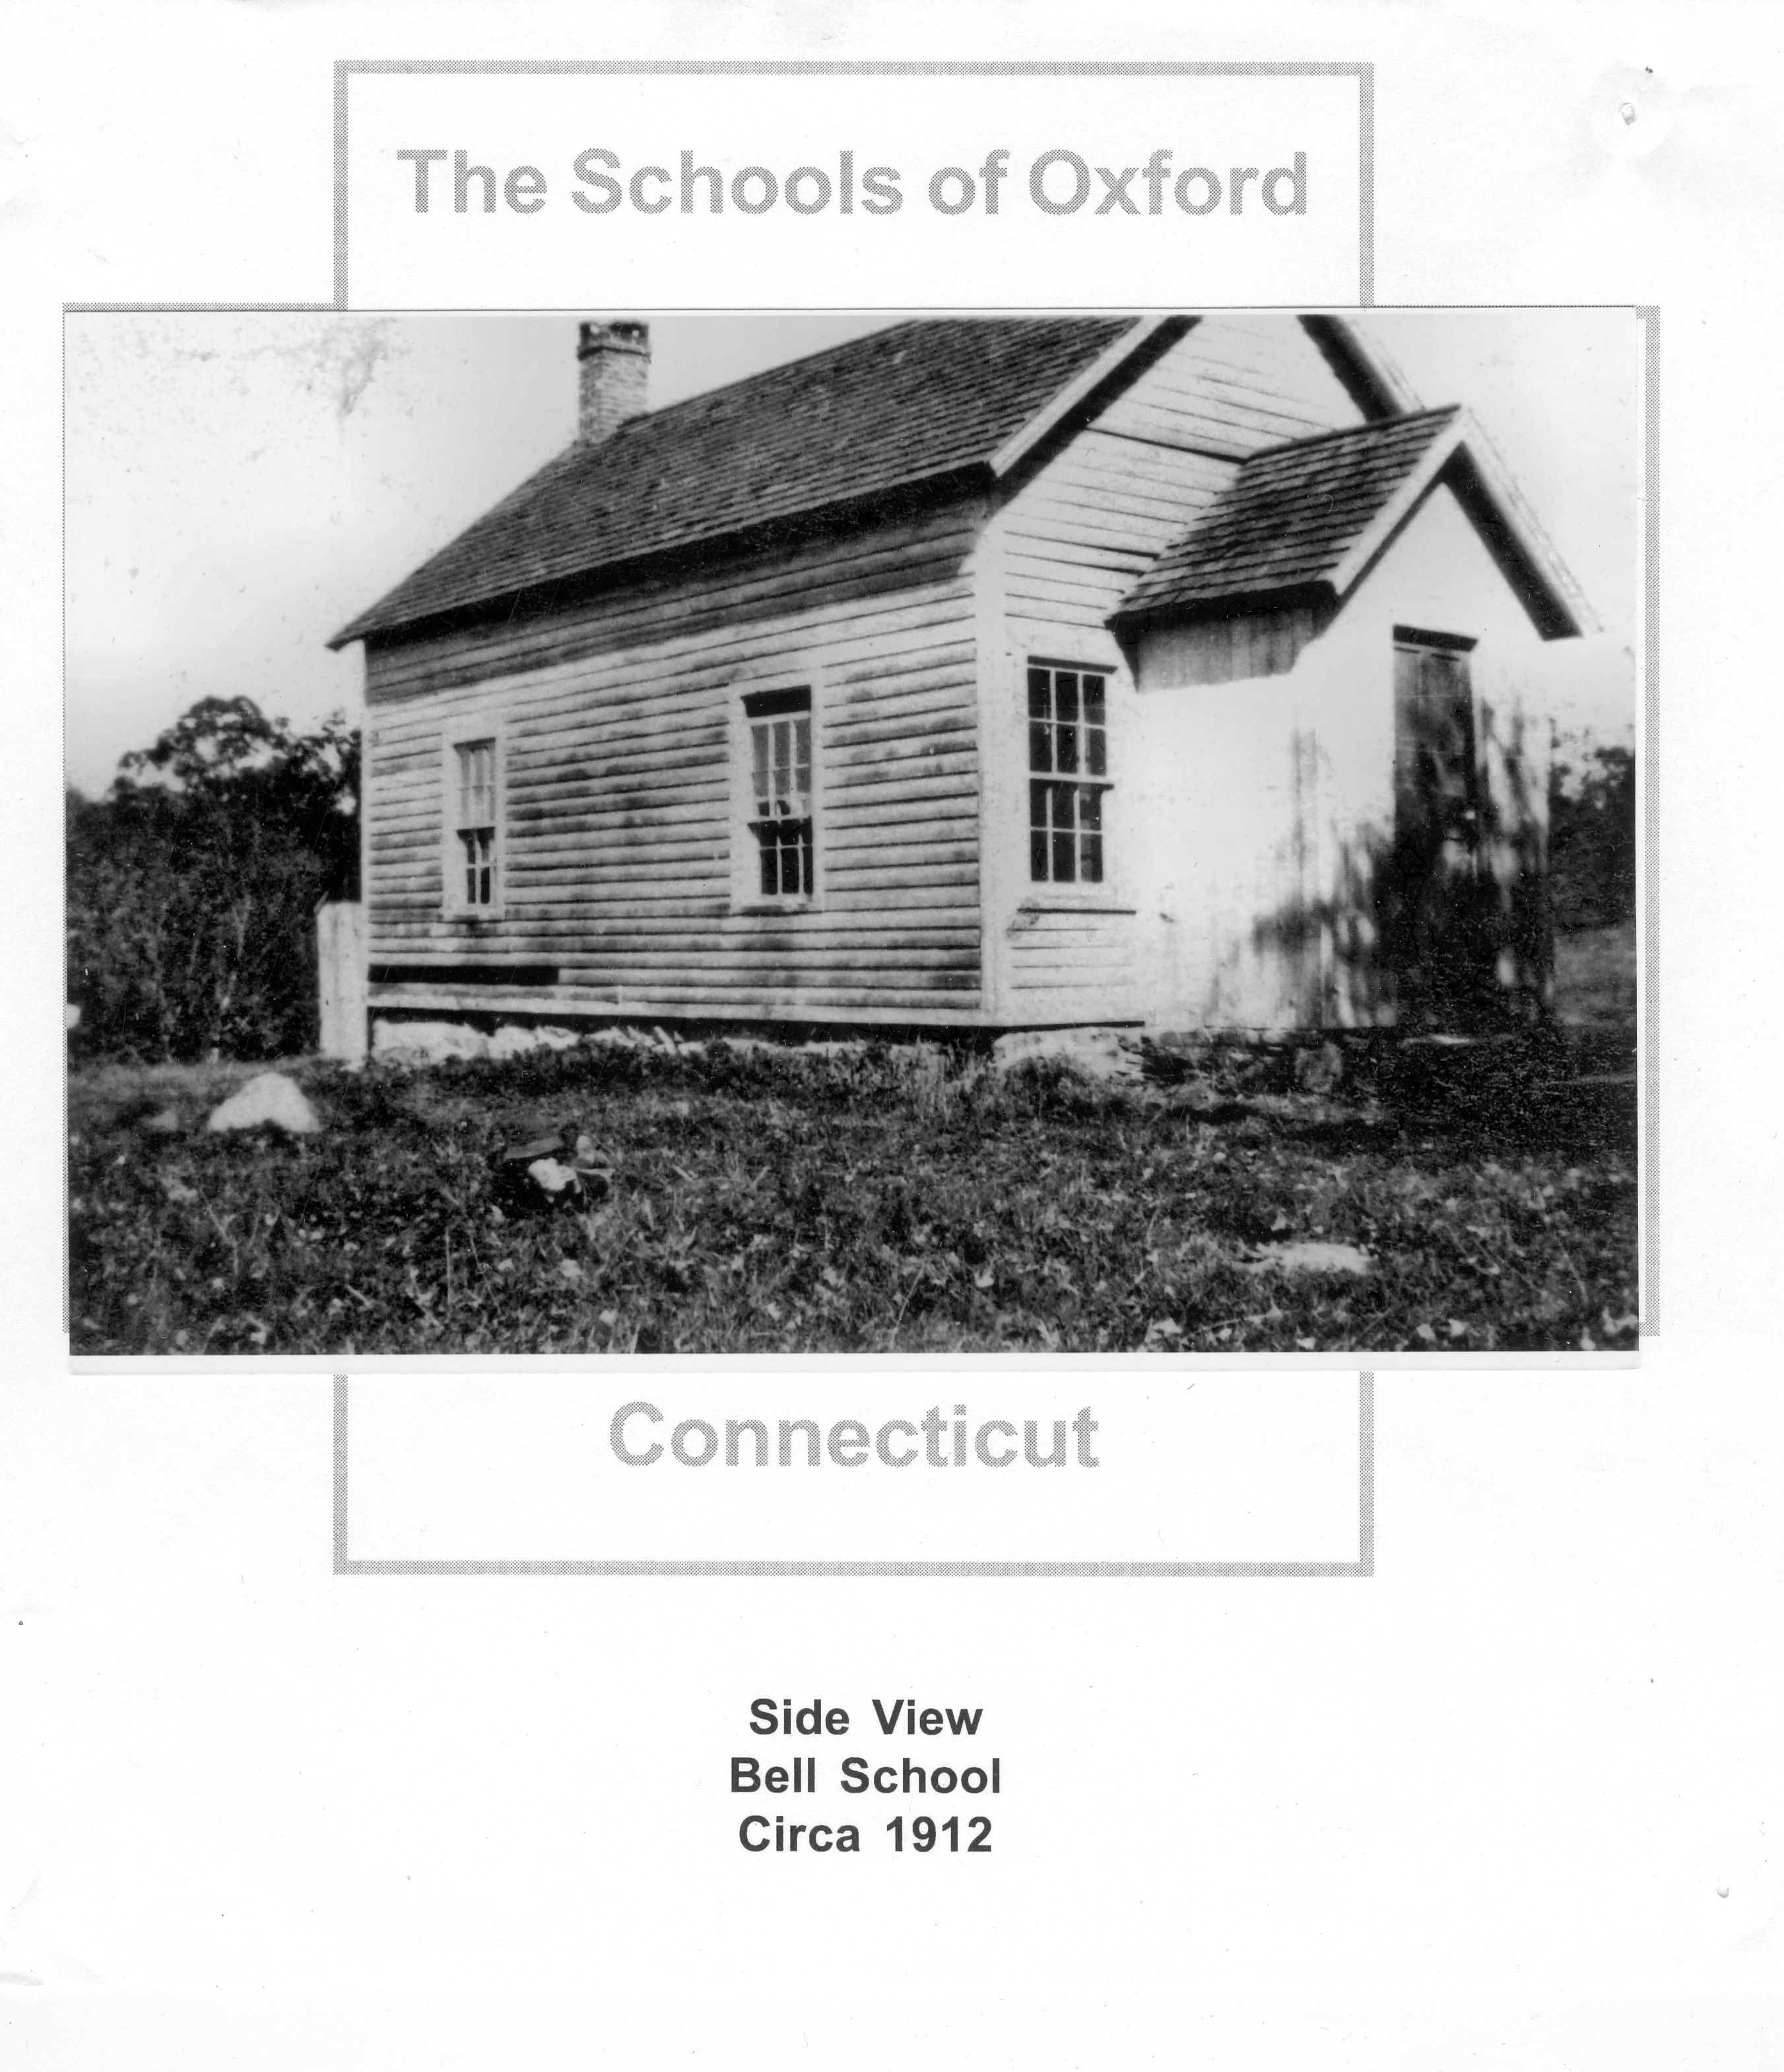 The Schools of Oxford
Connecticut
Side View
Bell School
Circa 1912